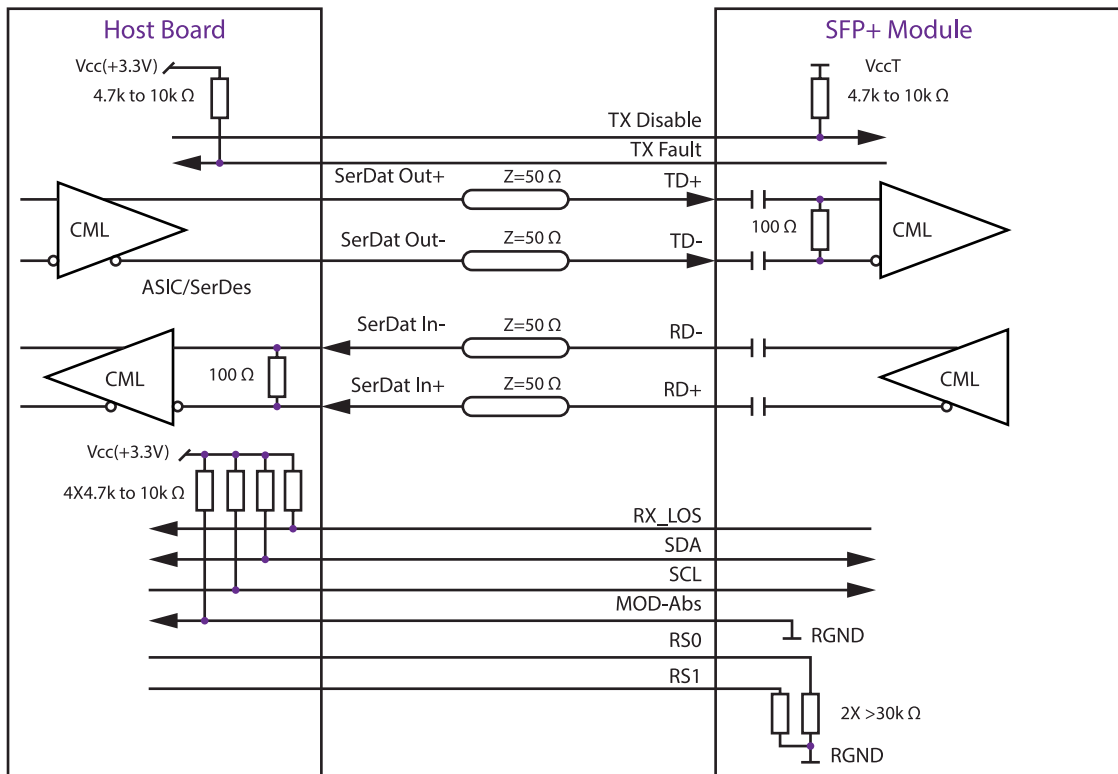 Host Board
SFP+ Module
Vcc(+3.3V)
4.7k to 10k Ω
VccT
4.7k to 10k Ω
TX Disable
TX Fault
SerDat Out+
Z=50 Ω
TD+
CML
100 Ω
CML
SerDat Out-
Z=50 Ω
TD-
ASIC/SerDes
SerDat In-
Z=50 Ω
RD-
CML
100 Ω
CML
SerDat In+
Z=50 Ω
RD+
Vcc(+3.3V)
4X4.7k to 10k Ω
RX_LOS
SDA
SCL
MOD-Abs
RGND
RS0
RS1
2X >30k Ω
RGND